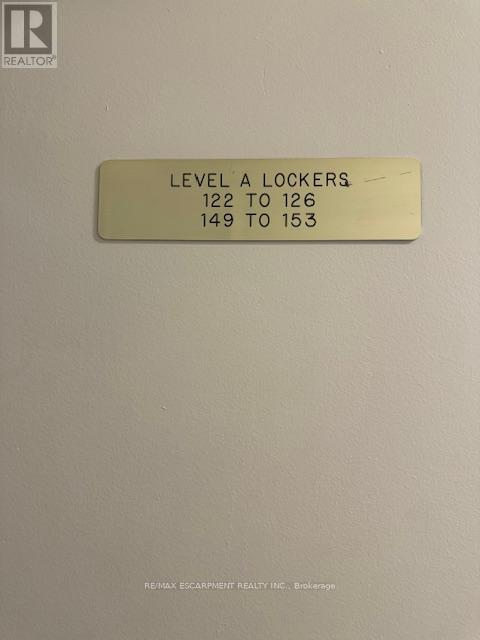 R
REALTOR®
LEVEL A LOCKERS
122 TO 126
149 TO 153
RE/MAX ESCARPMENT REALTY INC., Brokerage